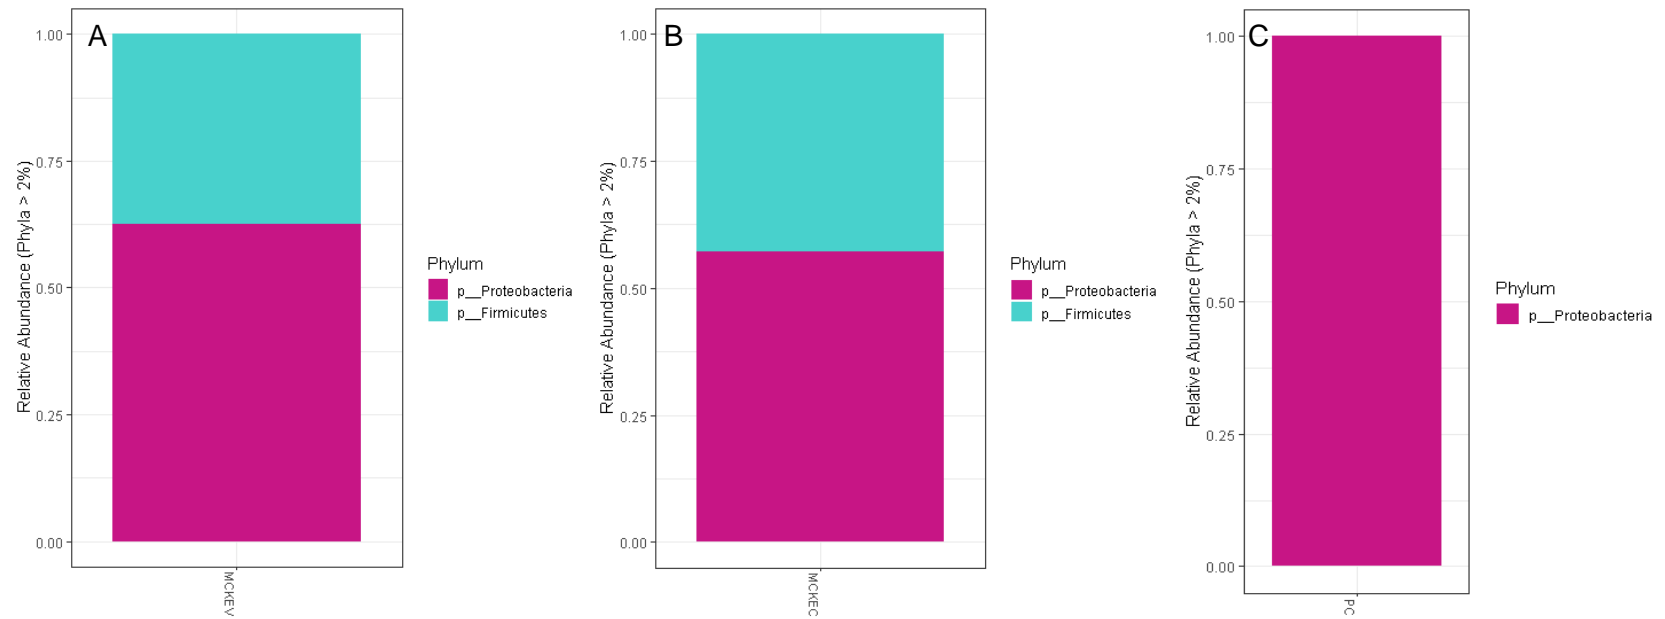 A
1.00
0.75
0.50
0.25
0.00
Relative Abundance (Phyla > 2%)
MCKEV
Phylum
p__Proteobacteria
p__Firmicutes
B
1.00
0.75
0.50
0.25
0.00
Relative Abundance (Phyla > 2%)
MCKEC
Phylum
p__Proteobacteria
p__Firmicutes
C
1.00
0.75
0.50
0.25
0.00
Relative Abundance (Phyla > 2%)
PC
Phylum
p__Proteobacteria